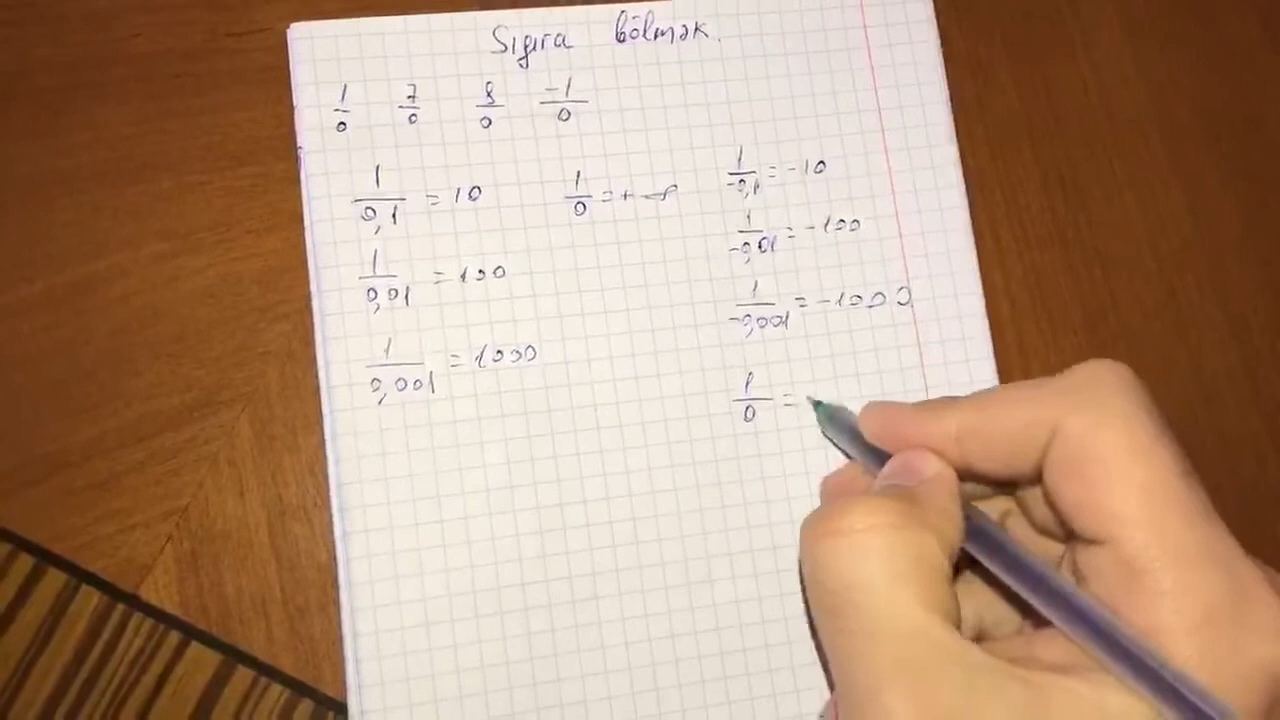 Sıfıra bölmək.
1/0 7/0 8/0 -1/0
1/0,1 = 10
1/0,01 = 100
1/0,001 = 1000
1/0 = + ∞
1/-0,1 = -10
1/-0,01 = -100
1/-0,001 = -1000
1/0 =